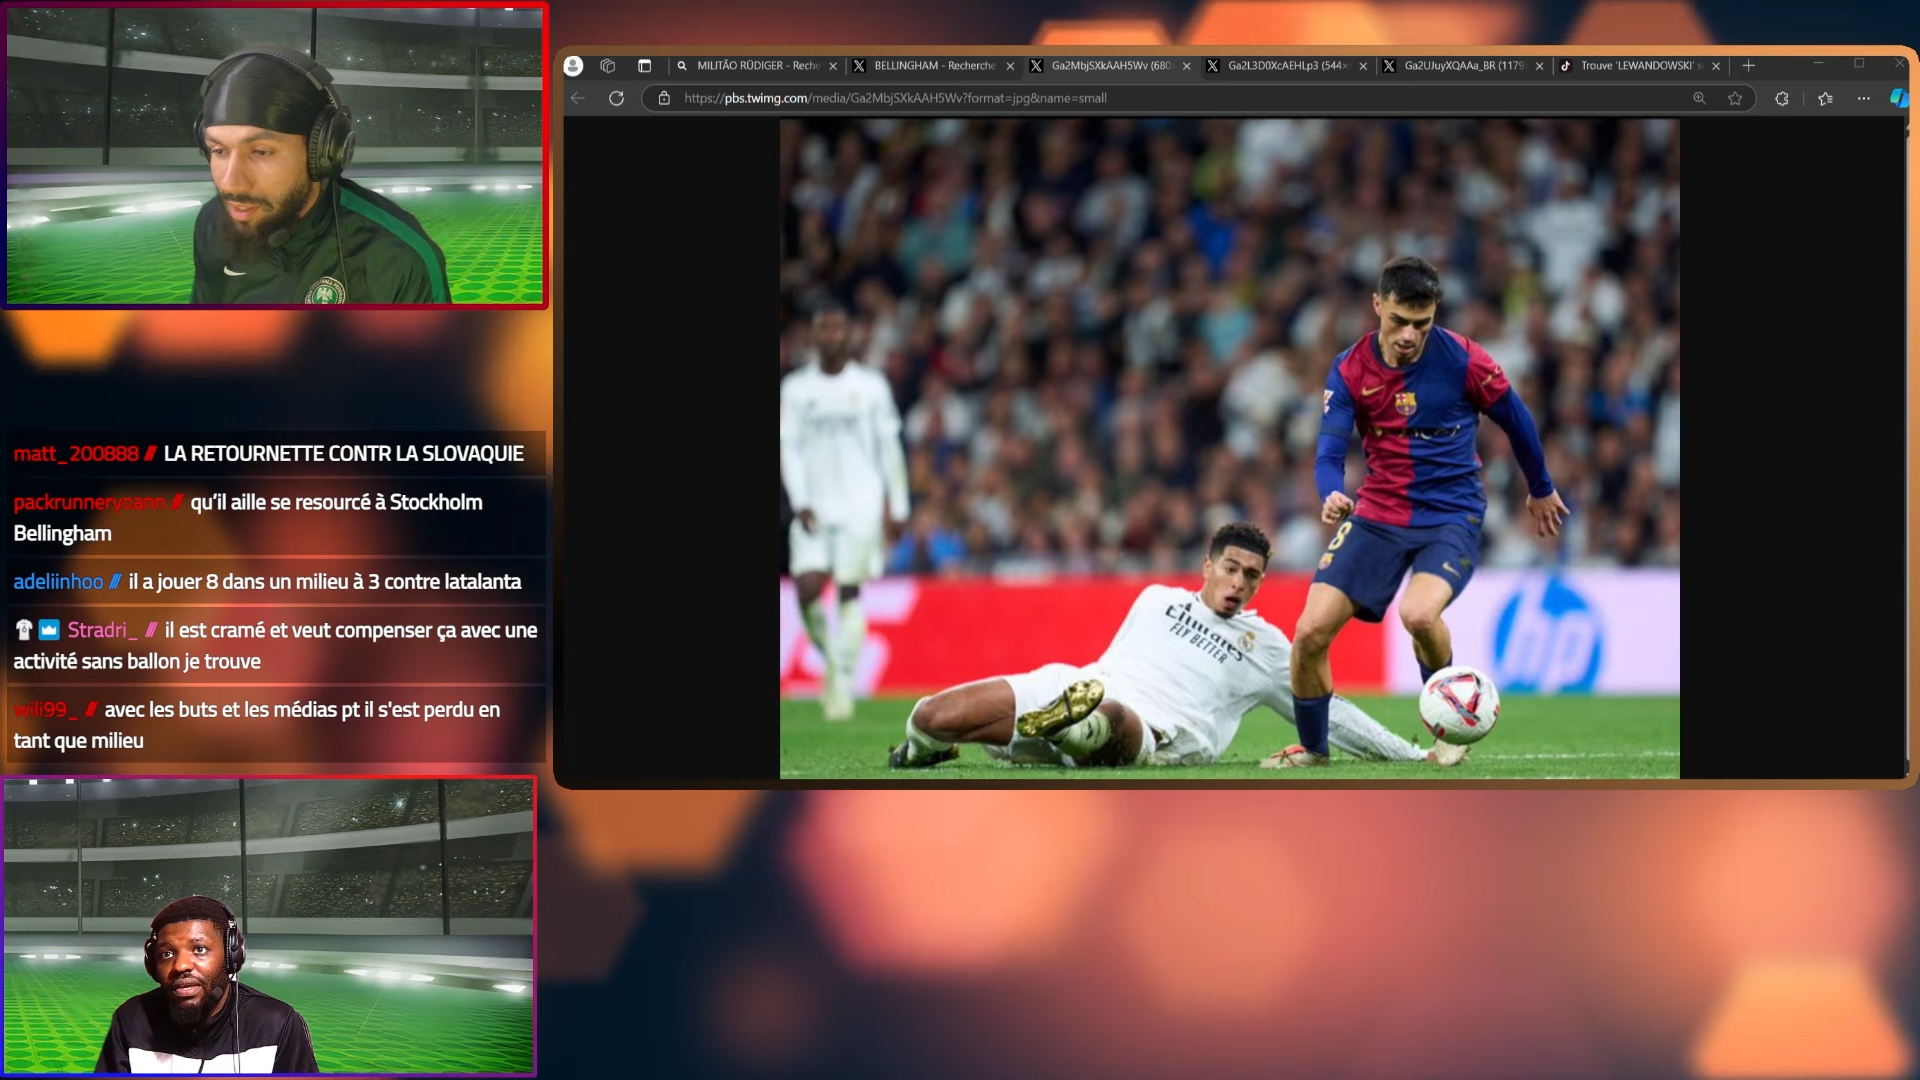 MILITÃO RÜDIGER - Reche
BELLINGHAM - Recherche
Ga2MbjSXkAAH5Wv (680
Ga2L3D0XcAEHLp3 (544×
Ga2UJuyXQAAa_BR (1179
Trouve 'LEWANDOWSKI' s
https://pbs.twimg.com/media/Ga2MbjSXkAAH5Wv?format=jpg&name=small
matt_200888 /// LA RETOURNETTE CONTR LA SLOVAQUIE
packrunneryoann /// qu'il aille se resourcé à Stockholm
Bellingham
adeliinhoo /// il a jouer 8 dans un milieu à 3 contre latalanta
Stradri_ /// il est cramé et veut compenser ça avec une
activité sans ballon je trouve
wili99_ /// avec les buts et les médias pt il s'est perdu en
tant que milieu
8
Emirates
FLY BETTER
hp